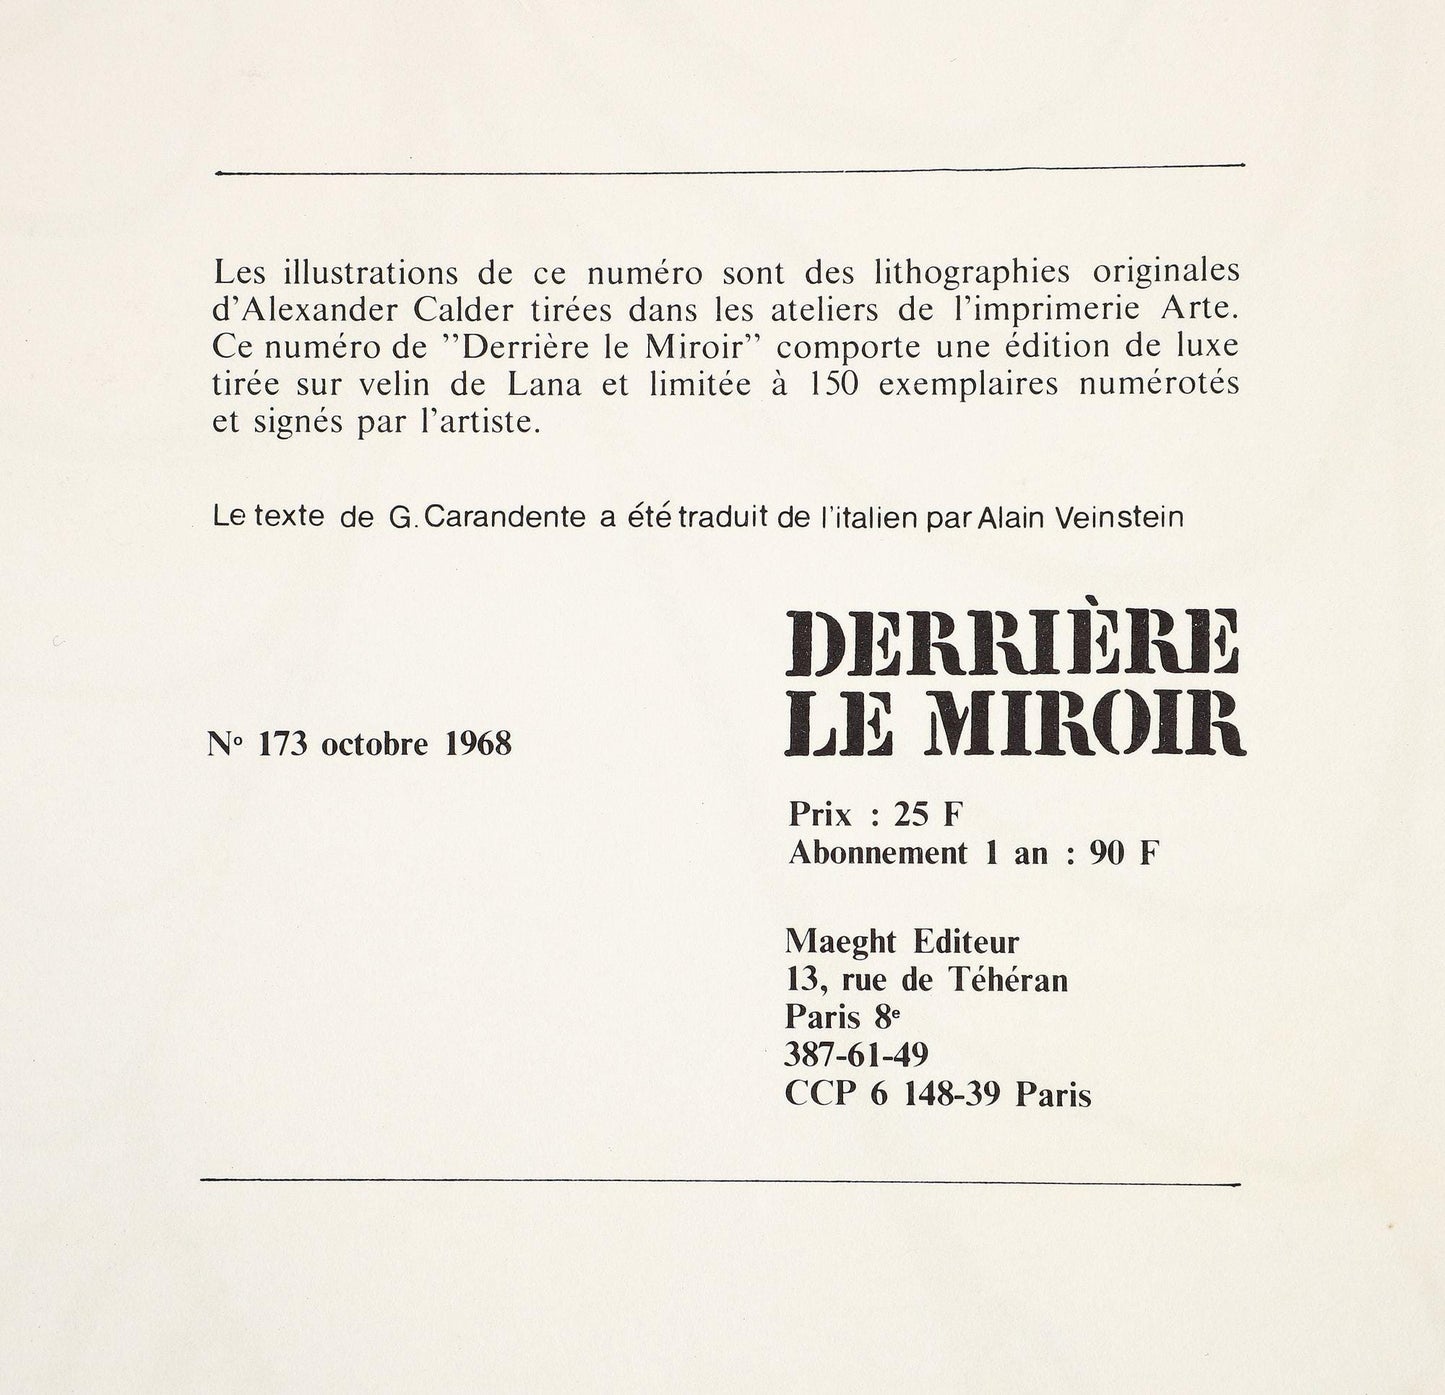 Les illustrations de ce numéro sont des lithographies originales
d'Alexander Calder tirées dans les ateliers de l'imprimerie Arte.
Ce numéro de ”Derrière le Miroir” comporte une édition de luxe
tirée sur velin de Lana et limitée à 150 exemplaires numérotés
et signés par l'artiste.
Le texte de G. Carandente a été traduit de l'italien par Alain Veinstein
DERRIÈRE
LE MIROIR
Nº 173 octobre 1968
Prix : 25 F
Abonnement 1 an : 90 F
Maeght Editeur
13, rue de Téhéran
Paris 8e
387-61-49
CCP 6 148-39 Paris